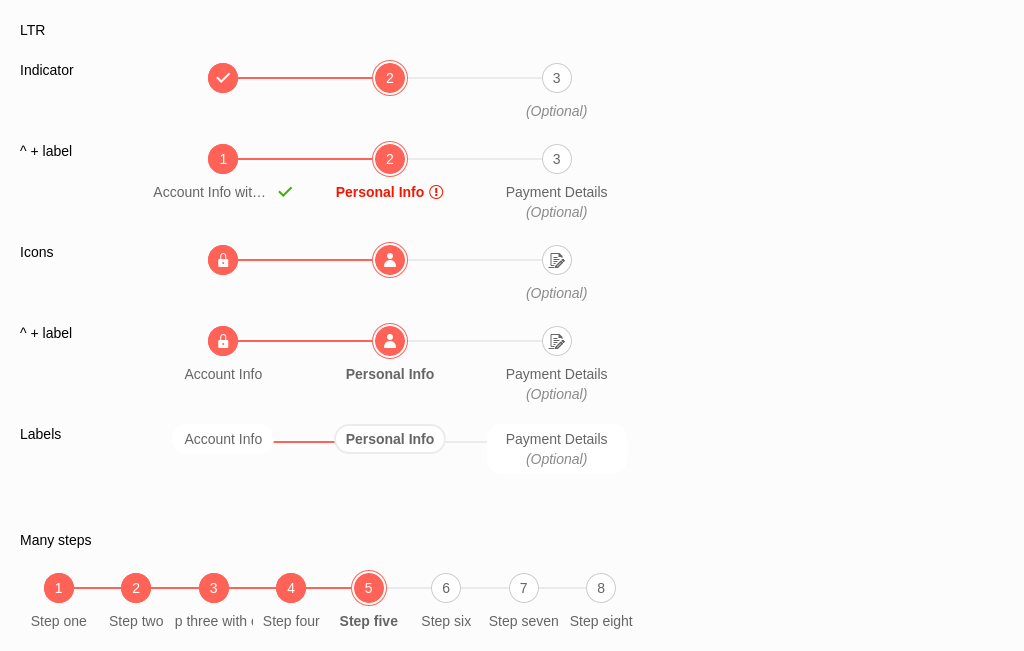 LTR
Indicator
2
3
(Optional)
^ + label
1
2
3
Account Info wit…
Personal Info
Payment Details
(Optional)
Icons
(Optional)
^ + label
Account Info
Personal Info
Payment Details
(Optional)
Labels
Account Info
Personal Info
Payment Details
(Optional)
Many steps
1 2 3 4 5 6 7 8
Step one Step two p three with Step four Step five Step six Step seven Step eight